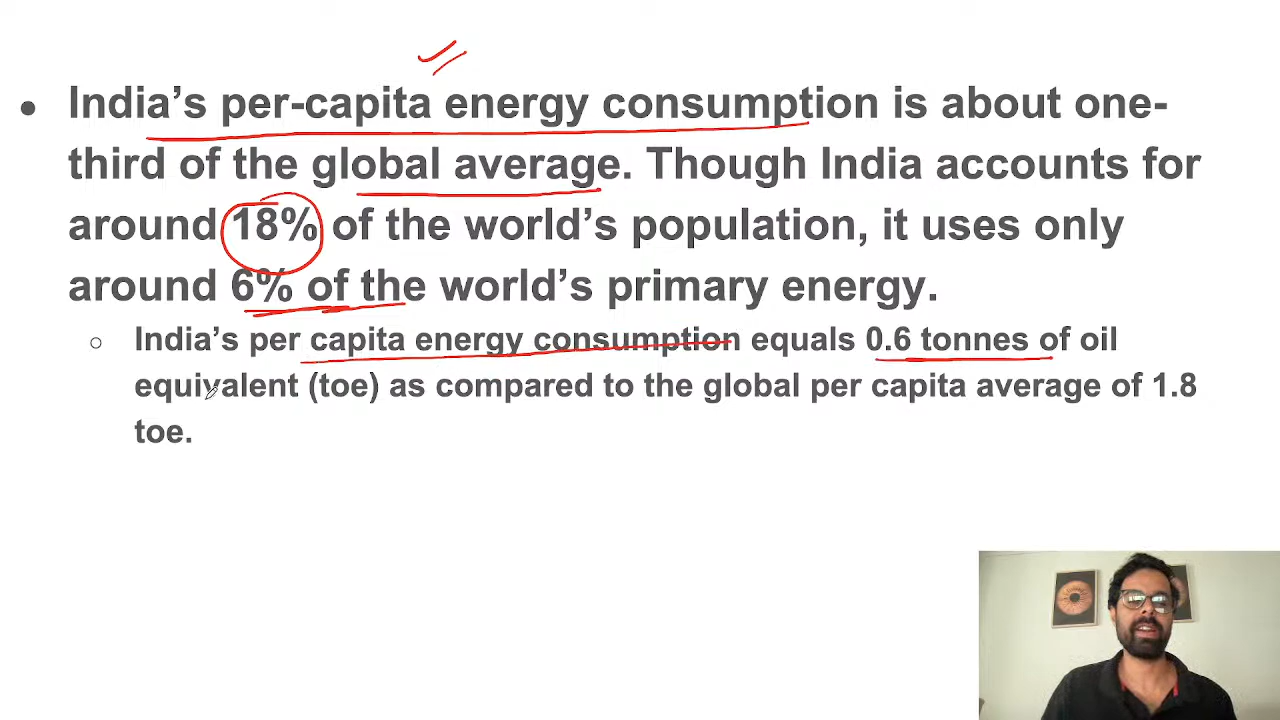 ● India’s per-capita energy consumption is about one-
third of the global average. Though India accounts for
around 18% of the world’s population, it uses only
around 6% of the world’s primary energy.
○ India’s per capita energy consumption equals 0.6 tonnes of oil
equivalent (toe) as compared to the global per capita average of 1.8
toe.